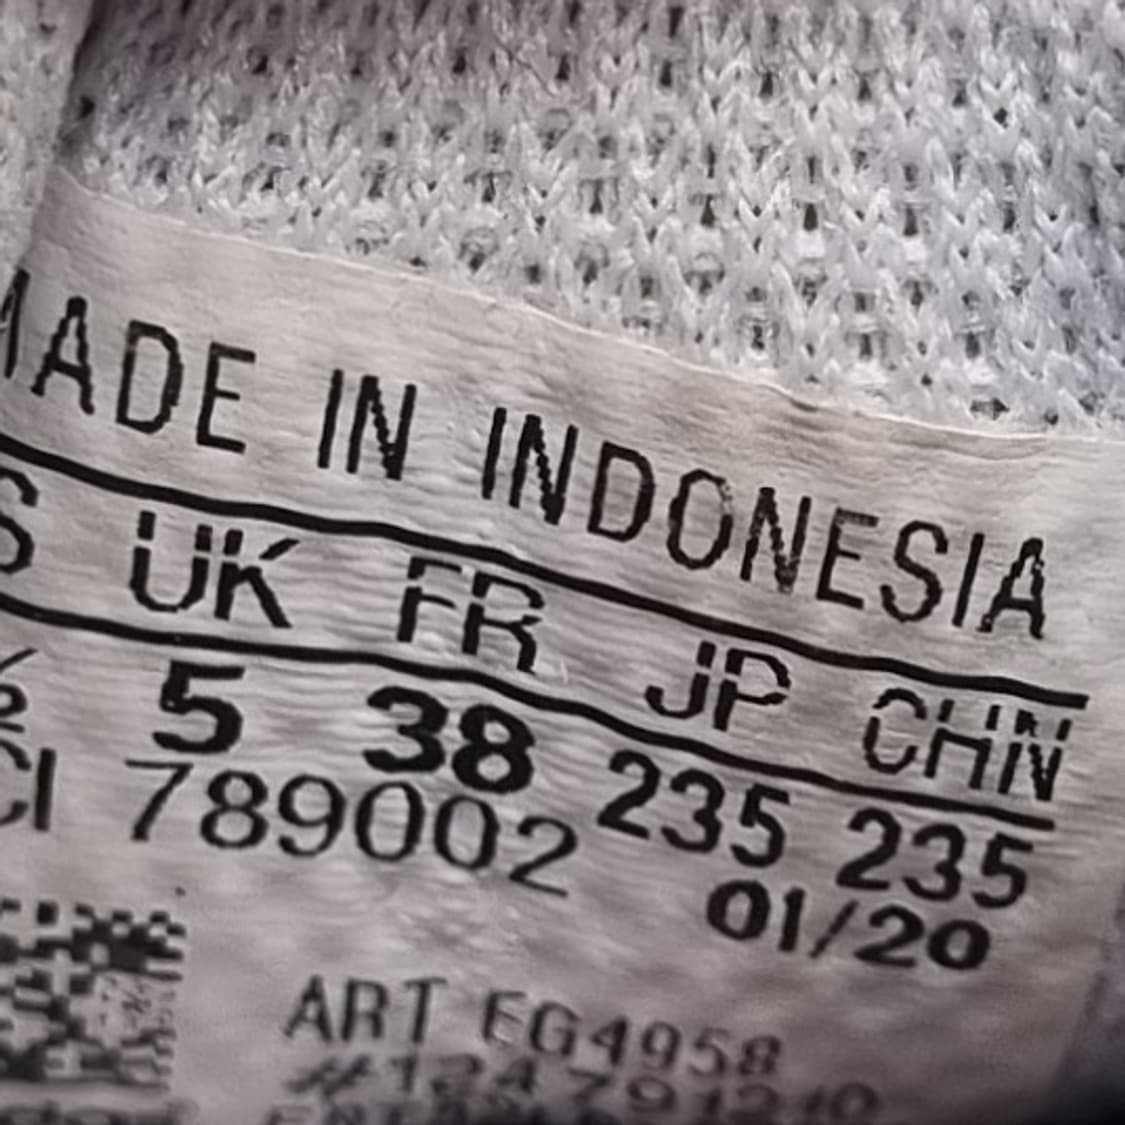 MADE IN INDONESIA
UK FR JP CHN
5 38 235 235
789002
01/20
ART EG4958